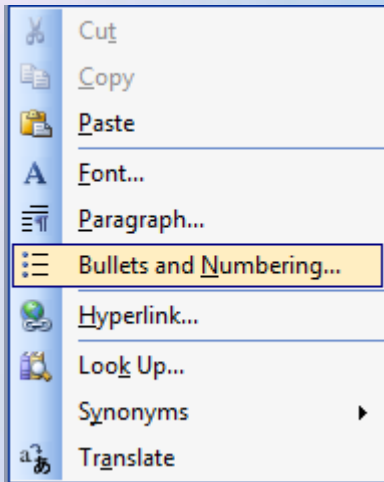 Cut
Copy
Paste
Font...
Paragraph...
Bullets and Numbering...
Hyperlink...
Look Up...
Synonyms
Translate